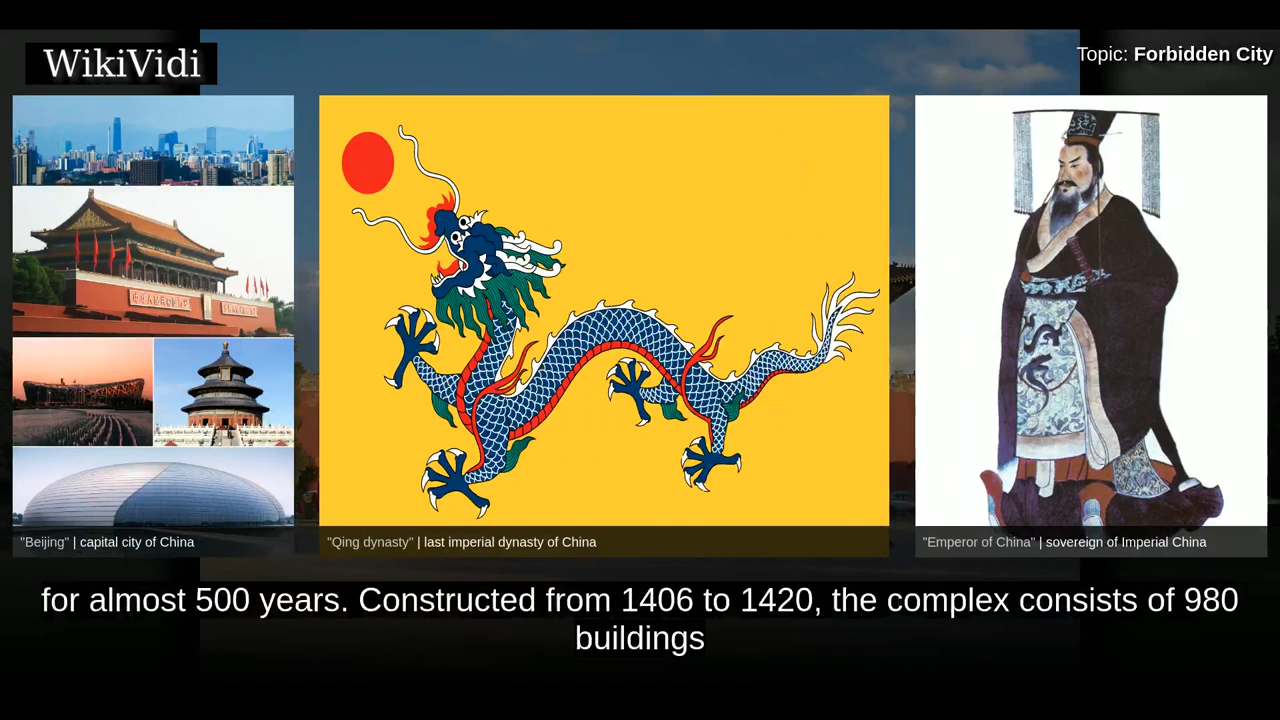 WikiVidi
Topic: Forbidden City
"Beijing" | capital city of China
"Qing dynasty" | last imperial dynasty of China
"Emperor of China" | sovereign of Imperial China
for almost 500 years. Constructed from 1406 to 1420, the complex consists of 980
buildings